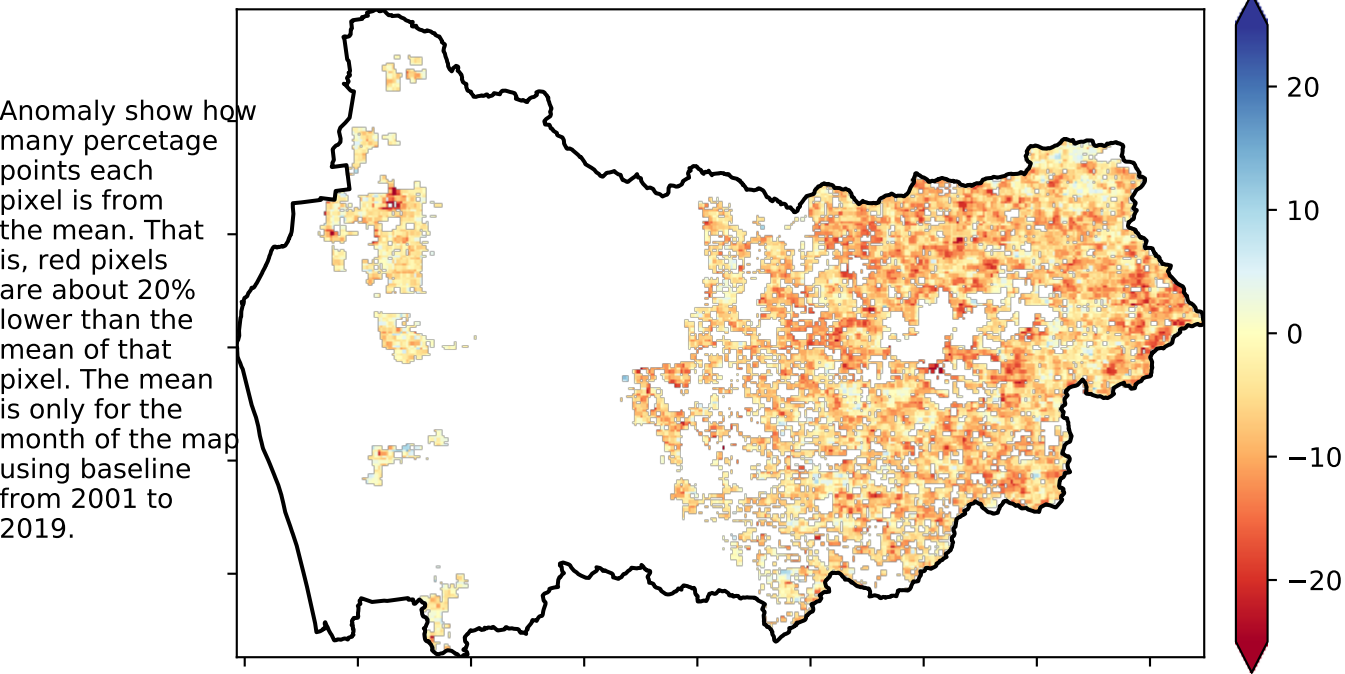 Anomaly show how
many percetage
points each
pixel is from
the mean. That
is, red pixels
are about 20%
lower than the
mean of that
pixel. The mean
is only for the
month of the map
using baseline
from 2001 to
2019.
20
10
0
−10
−20